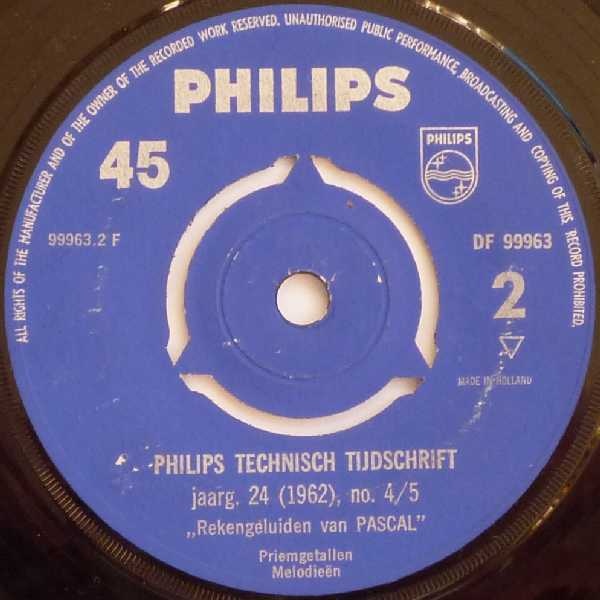 ALL RIGHTS OF THE MANUFACTURER AND OF THE OWNER OF THE RECORDED WORK RESERVED. UNAUTHORISED PUBLIC PERFORMANCE, BROADCASTING AND COPYING OF THIS RECORD PROHIBITED.
PHILIPS
45
PHILIPS
99963.2 F
DF 99963
2
MADE IN HOLLAND
PHILIPS TECHNISCH TIJDSCHRIFT
jaarg. 24 (1962), no. 4/5
„Rekengeluiden van PASCAL"
Priemgetallen
Melodieën